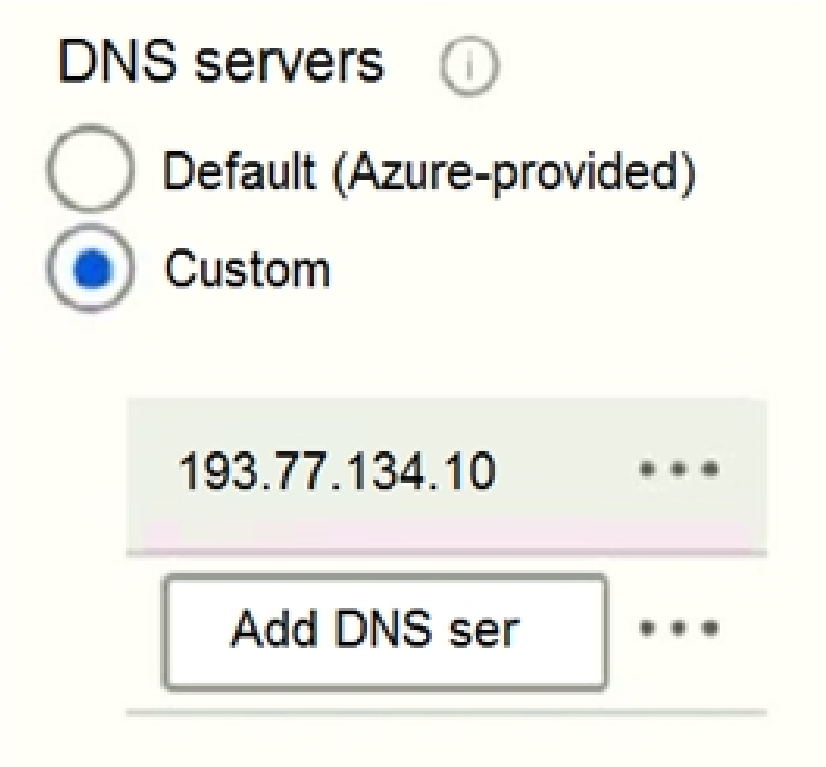 DNS servers
Default (Azure-provided)
Custom
193.77.134.10
Add DNS ser